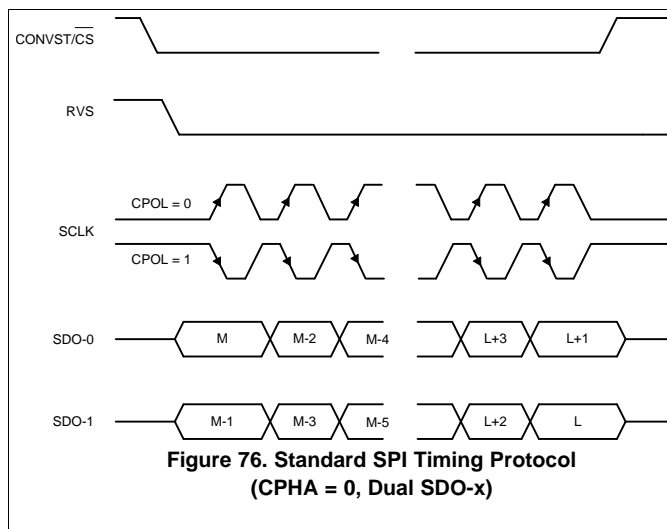 CONVST/CS
RVS
CPOL = 0
SCLK
CPOL = 1
SDO-0 M M-2 M-4 L+3 L+1
SDO-1 M-1 M-3 M-5 L+2 L
Figure 76. Standard SPI Timing Protocol
(CPHA = 0, Dual SDO-x)